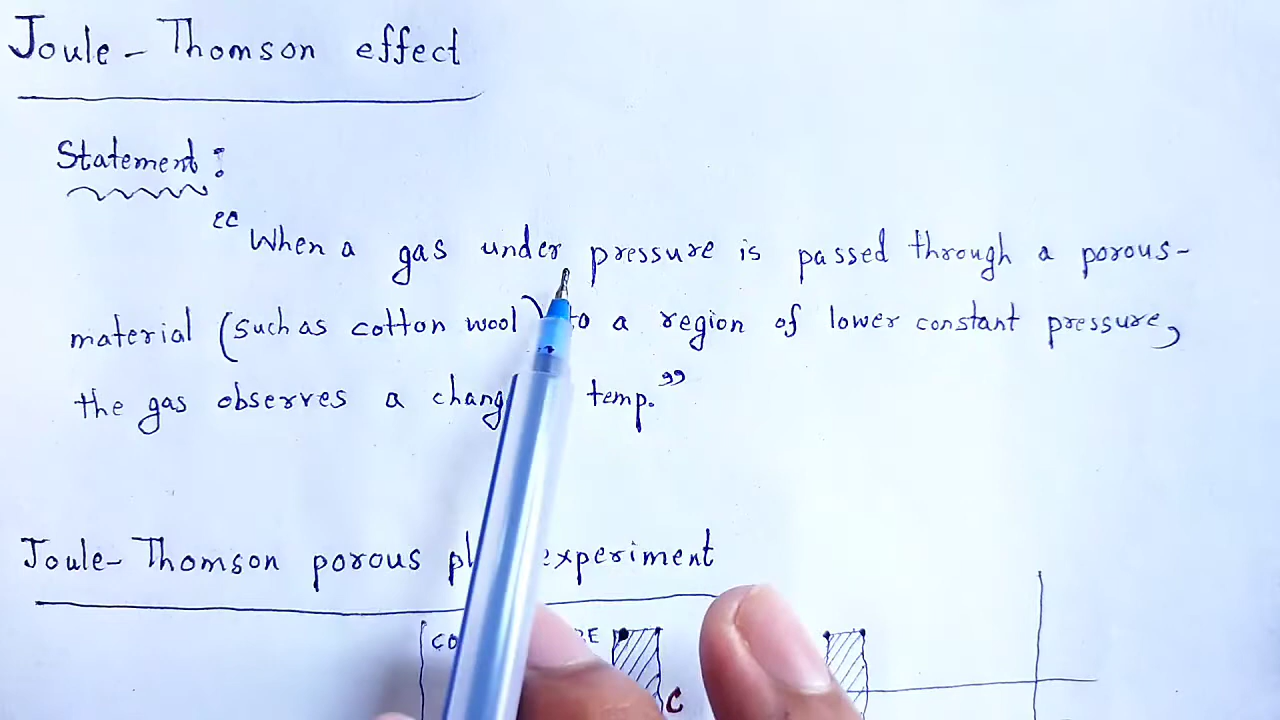 Joule-Thomson effect
Statement:
"When a gas under pressure is passed through a porous-
material (such as cotton wool) to a region of lower constant pressure,
the gas observes a temp."
Joule-Thomson porous experiment
C